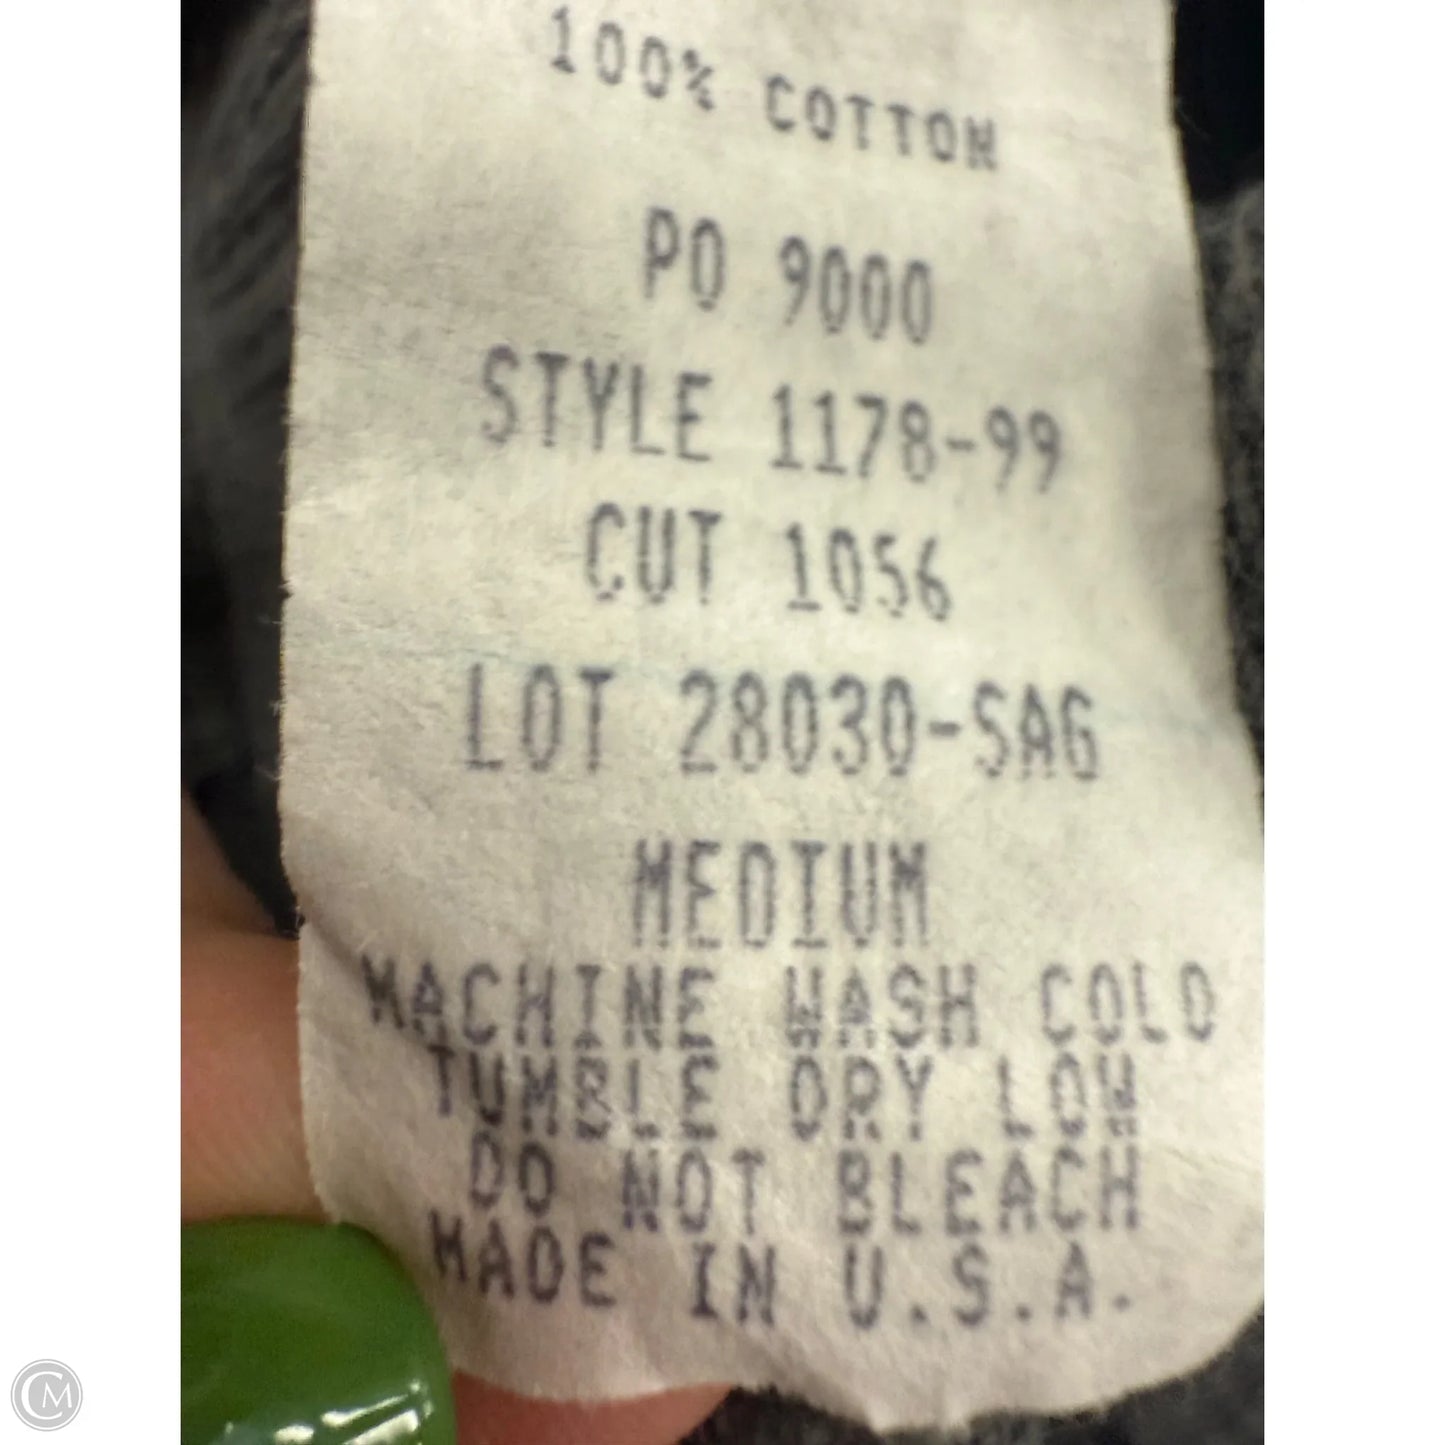 100% COTTON
PO 9000
STYLE 1178-99
CUT 1056
LOT 28030-SAG
MEDIUM
MACHINE WASH COLD
TUMBLE DRY LOW
DO NOT BLEACH
MADE IN U.S.A.
CM